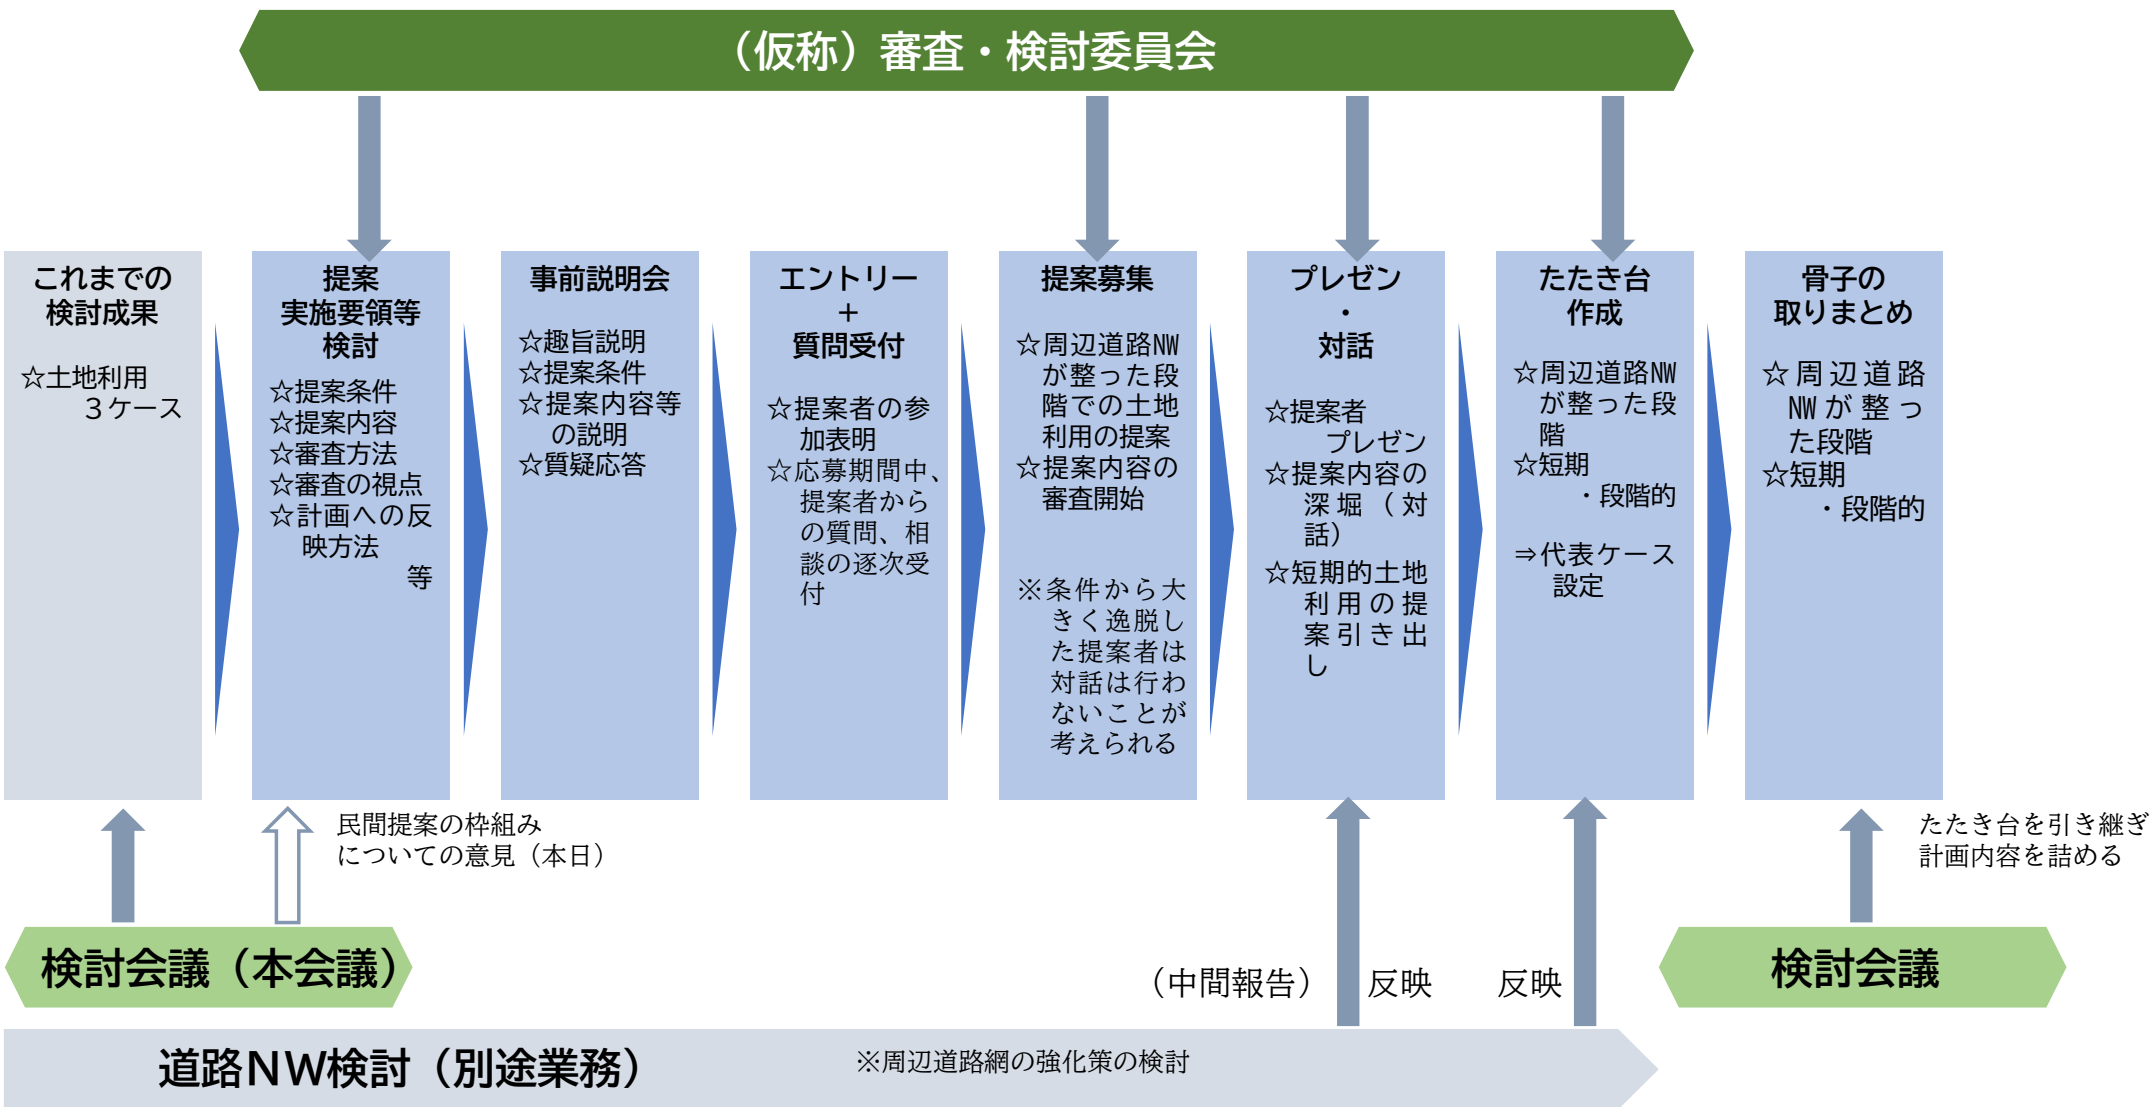 （仮称）審査・検討委員会
これまでの
検討成果
☆土地利用
３ケース
提案
実施要領等
検討
☆提案条件
☆提案内容
☆審査方法
☆審査の視点
☆計画への反
映方法
等
事前説明会
☆趣旨説明
☆提案条件
☆提案内容等
の説明
☆質疑応答
エントリー
＋
質問受付
☆提案者の参
加表明
☆応募期間中、
提案者から
の質問、相
談の逐次受
付
提案募集
☆周辺道路NW
が整った段
階での土地
利用の提案
☆提案内容の
審査開始
※条件から大
きく逸脱し
た提案者は
対話は行わ
ないことが
考えられる
プレゼン
・
対話
☆提案者
プレゼン
☆提案内容の
深堀（対
話）
☆短期的土地
利用の提
案引き出
し
たたき台
作成
☆周辺道路NW
が整った段
階
☆短期
・段階的
⇒代表ケース
設定
骨子の
取りまとめ
☆周辺道路
NWが整っ
た段階
☆短期
・段階的
民間提案の枠組み
についての意見（本日）
たたき台を引き継ぎ
計画内容を詰める
検討会議（本会議）
（中間報告） 反映 反映
検討会議
道路NW検討（別途業務） ※周辺道路網の強化策の検討